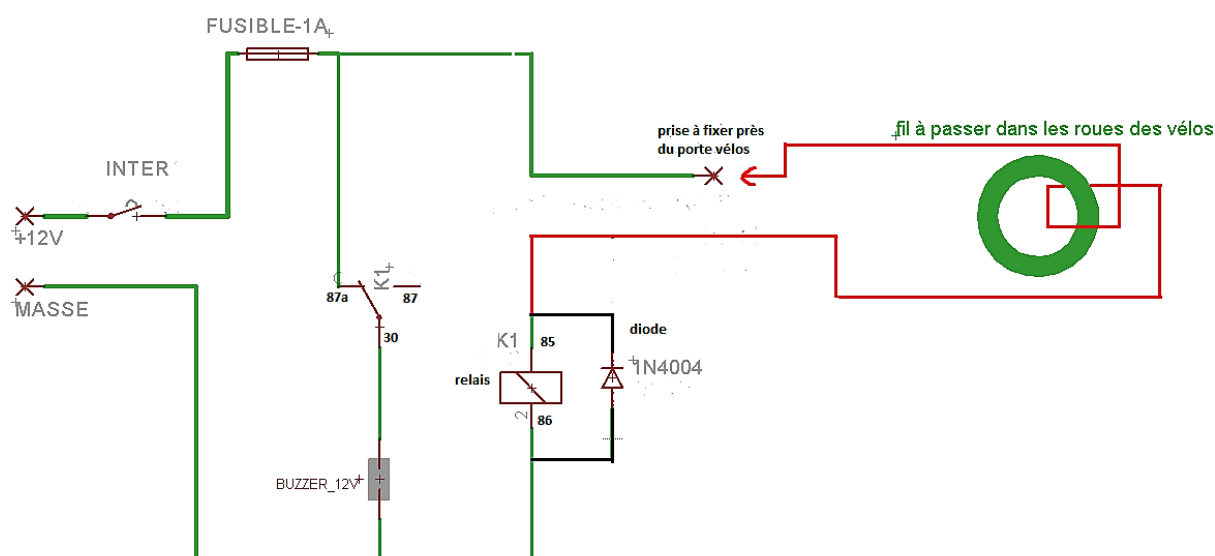 FUSIBLE-1A
prise à fixer près
du porte vélos
fil à passer dans les roues des vélos
INTER
+12V
MASSE
K1
87a
87
30
diode
K1
85
1N4004
relais
2
86
BUZZER_12V